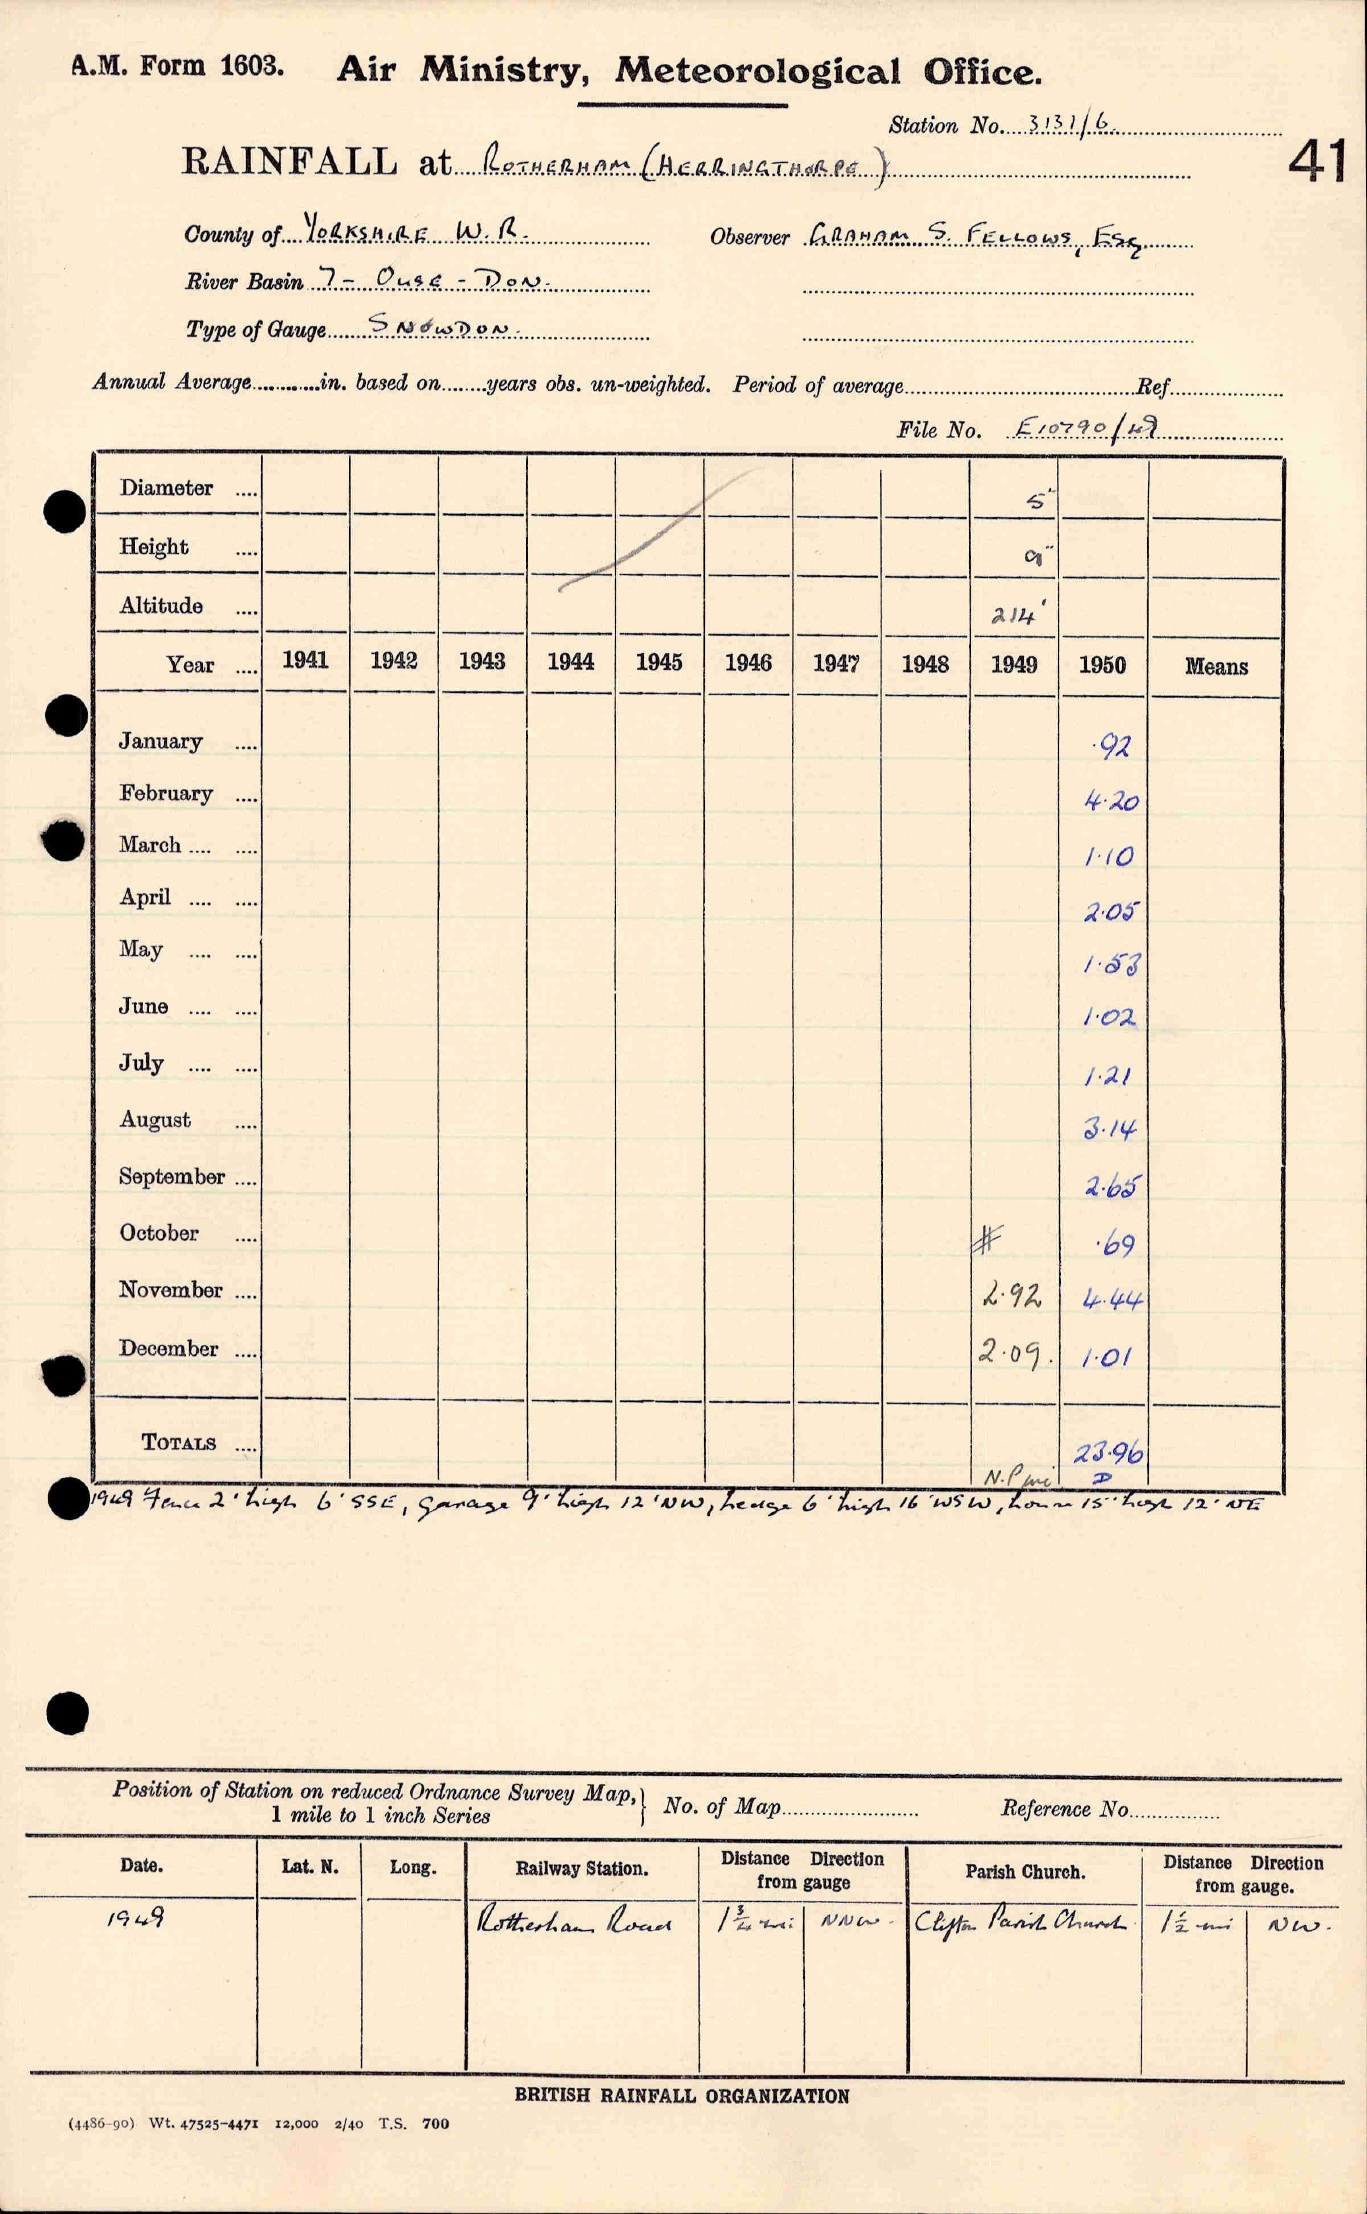 A.M. Form 1603. Air Ministry, Meteorological Office.
Station No. 3131/6.
41
RAINFALL at ROTHERHAM (HERRINGTHORPE)
County of YORKSHIRE W.R. Observer GRAHAM S. FELLOWS, ESQ
River Basin 7 - OUSE - DON.
Type of Gauge SNOWDON.
Annual Average in. based on years obs. un-weighted. Period of average Ref.
File No. E10790/49
Diameter .... 5"
Height .... 9"
Altitude .... 214'
Year .... 1941 1942 1943 1944 1945 1946 1947 1948 1949 1950 Means
January .... .92
February .... 4.20
March .... .... 1.10
April .... .... 2.05
May .... .... 1.53
June .... .... 1.02
July .... .... 1.21
August .... 3.14
September .... 2.65
October .... # .69
November .... 2.92 4.44
December .... 2.09. 1.01
TOTALS .... 23.96
N.P. D
1949 Fence 2' high 6' SSE, garage 9' high 12' NW, hedge 6' high 16' WSW, house 15' high 12' NE
Position of Station on reduced Ordnance Survey Map, } No. of Map Reference No.
1 mile to 1 inch Series
Date. Lat. N. Long. Railway Station. Distance Direction from gauge Parish Church. Distance Direction from gauge.
1949 Rotherham Road 1 3/4 mi NNW. Clifton Parish Church 1 1/2 mi NW.
BRITISH RAINFALL ORGANIZATION
(4486-90) Wt. 47525-4471 12,000 2/40 T.S. 700